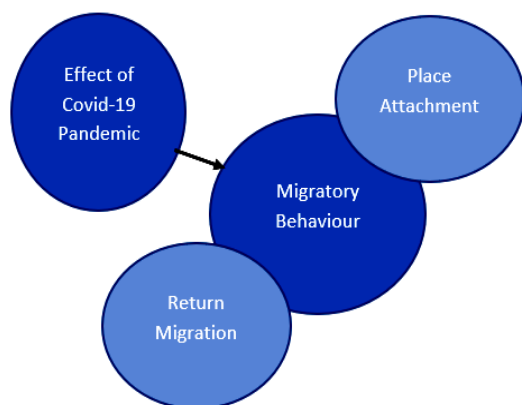 Effect of
Covid-19
Pandemic
Place
Attachment
Migratory
Behaviour
Return
Migration